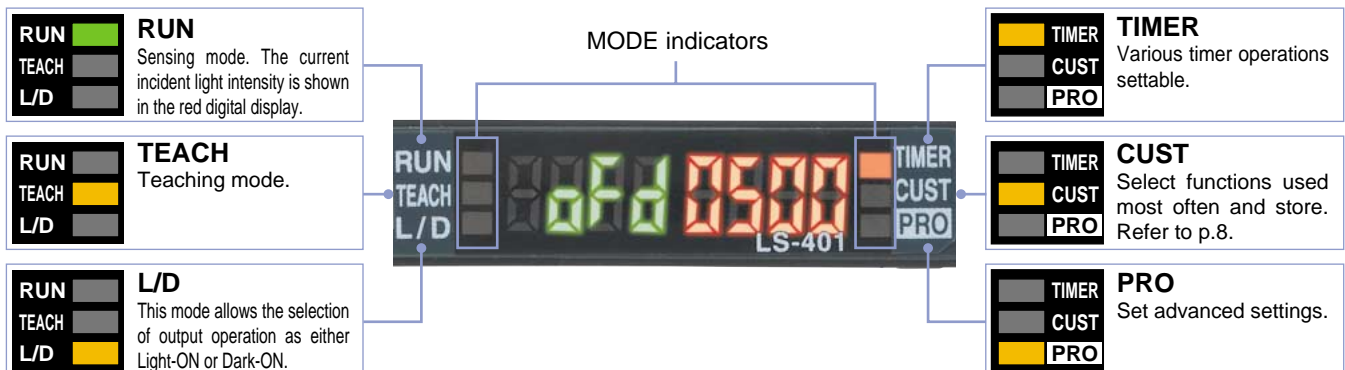 RUN
TEACH
L/D
RUN
Sensing mode. The current
incident light intensity is shown
in the red digital display.
RUN
TEACH
L/D
TEACH
Teaching mode.
RUN
TEACH
L/D
L/D
This mode allows the selection
of output operation as either
Light-ON or Dark-ON.
MODE indicators
RUN
TEACH
L/D
oFd 0500
TIMER
CUST
PRO
LS-401
TIMER
CUST
PRO
TIMER
Various timer operations
settable.
TIMER
CUST
PRO
CUST
Select functions used
most often and store.
Refer to p.8.
TIMER
CUST
PRO
PRO
Set advanced settings.